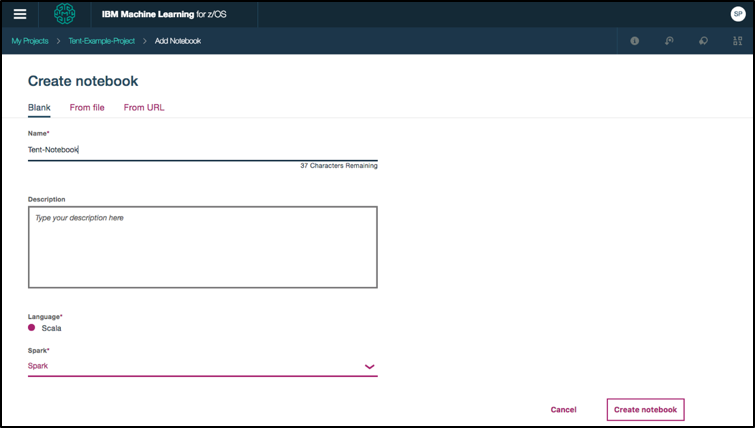 IBM Machine Learning for z/OS
SP
My Projects > Tent-Example-Project > Add Notebook
Create notebook
Blank From file From URL
Name*
Tent-Notebook
37 Characters Remaining
Description
Type your description here
Language*
Scala
Spark*
Spark
Cancel Create notebook